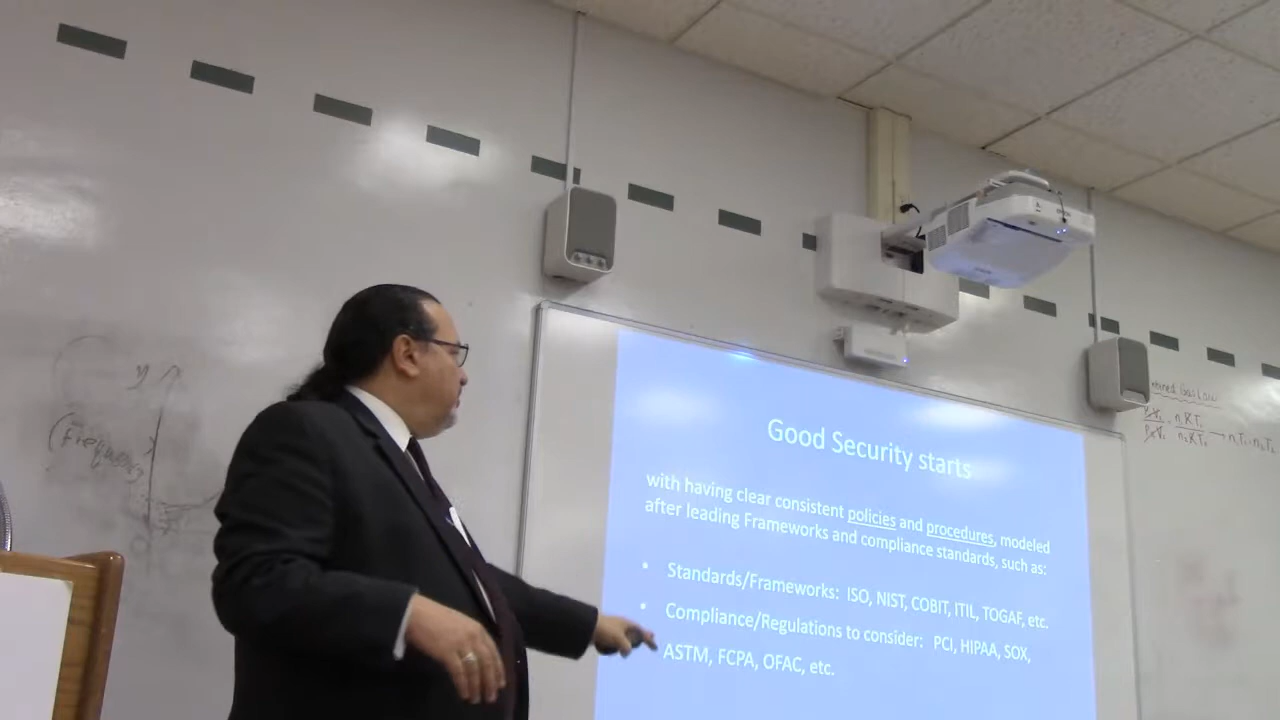 Good Security starts
with having clear consistent policies and procedures, modeled
after leading Frameworks and compliance standards, such as:
• Standards/Frameworks: ISO, NIST, COBIT, ITIL, TOGAF, etc.
• Compliance/Regulations to consider: PCI, HIPAA, SOX,
ASTM, FCPA, OFAC, etc.
y
Gas Law